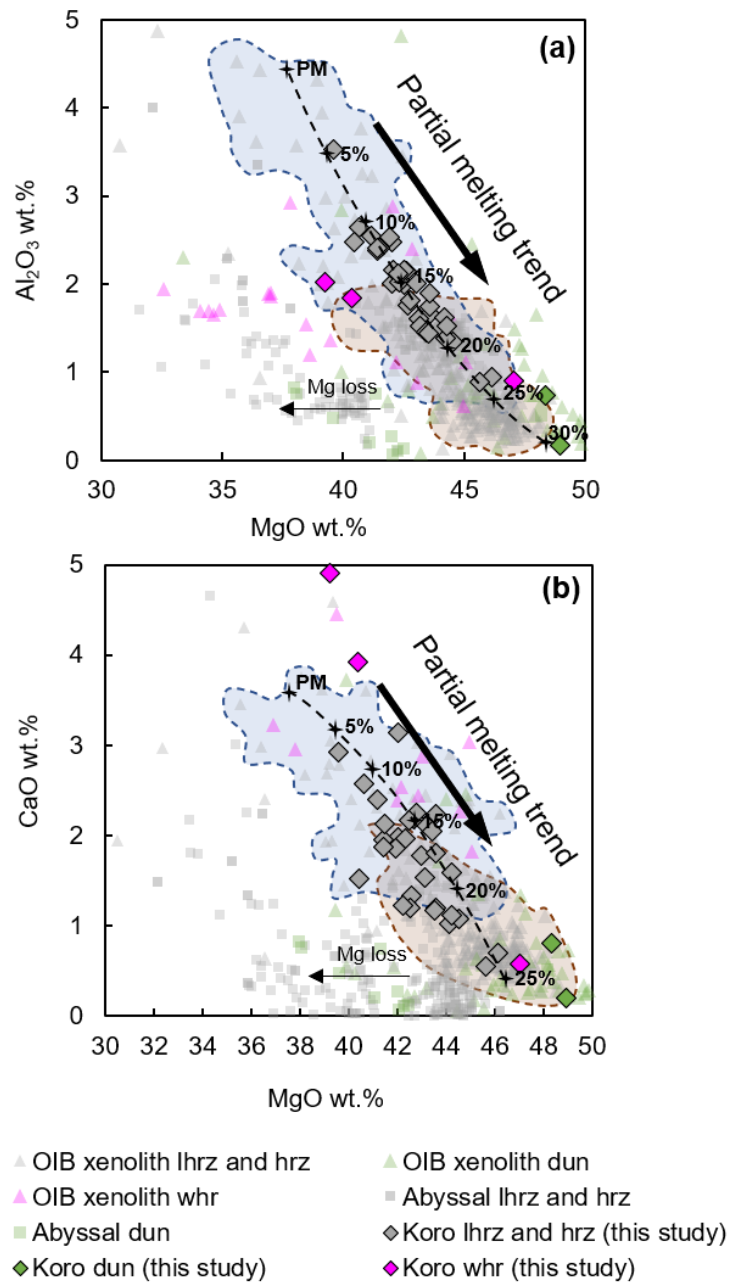 (a)
Al₂O₃ wt.%
5
4
3
2
1
0
PM
5%
10%
15%
20%
25%
30%
Partial melting trend
Mg loss
30 35 40 45 50
MgO wt.%
(b)
CaO wt.%
5
4
3
2
1
0
PM
5%
10%
15%
20%
25%
Partial melting trend
Mg loss
30 32 34 36 38 40 42 44 46 48 50
MgO wt.%
OIB xenolith lhrz and hrz OIB xenolith dun
OIB xenolith whr Abyssal lhrz and hrz
Abyssal dun Koro lhrz and hrz (this study)
Koro dun (this study) Koro whr (this study)